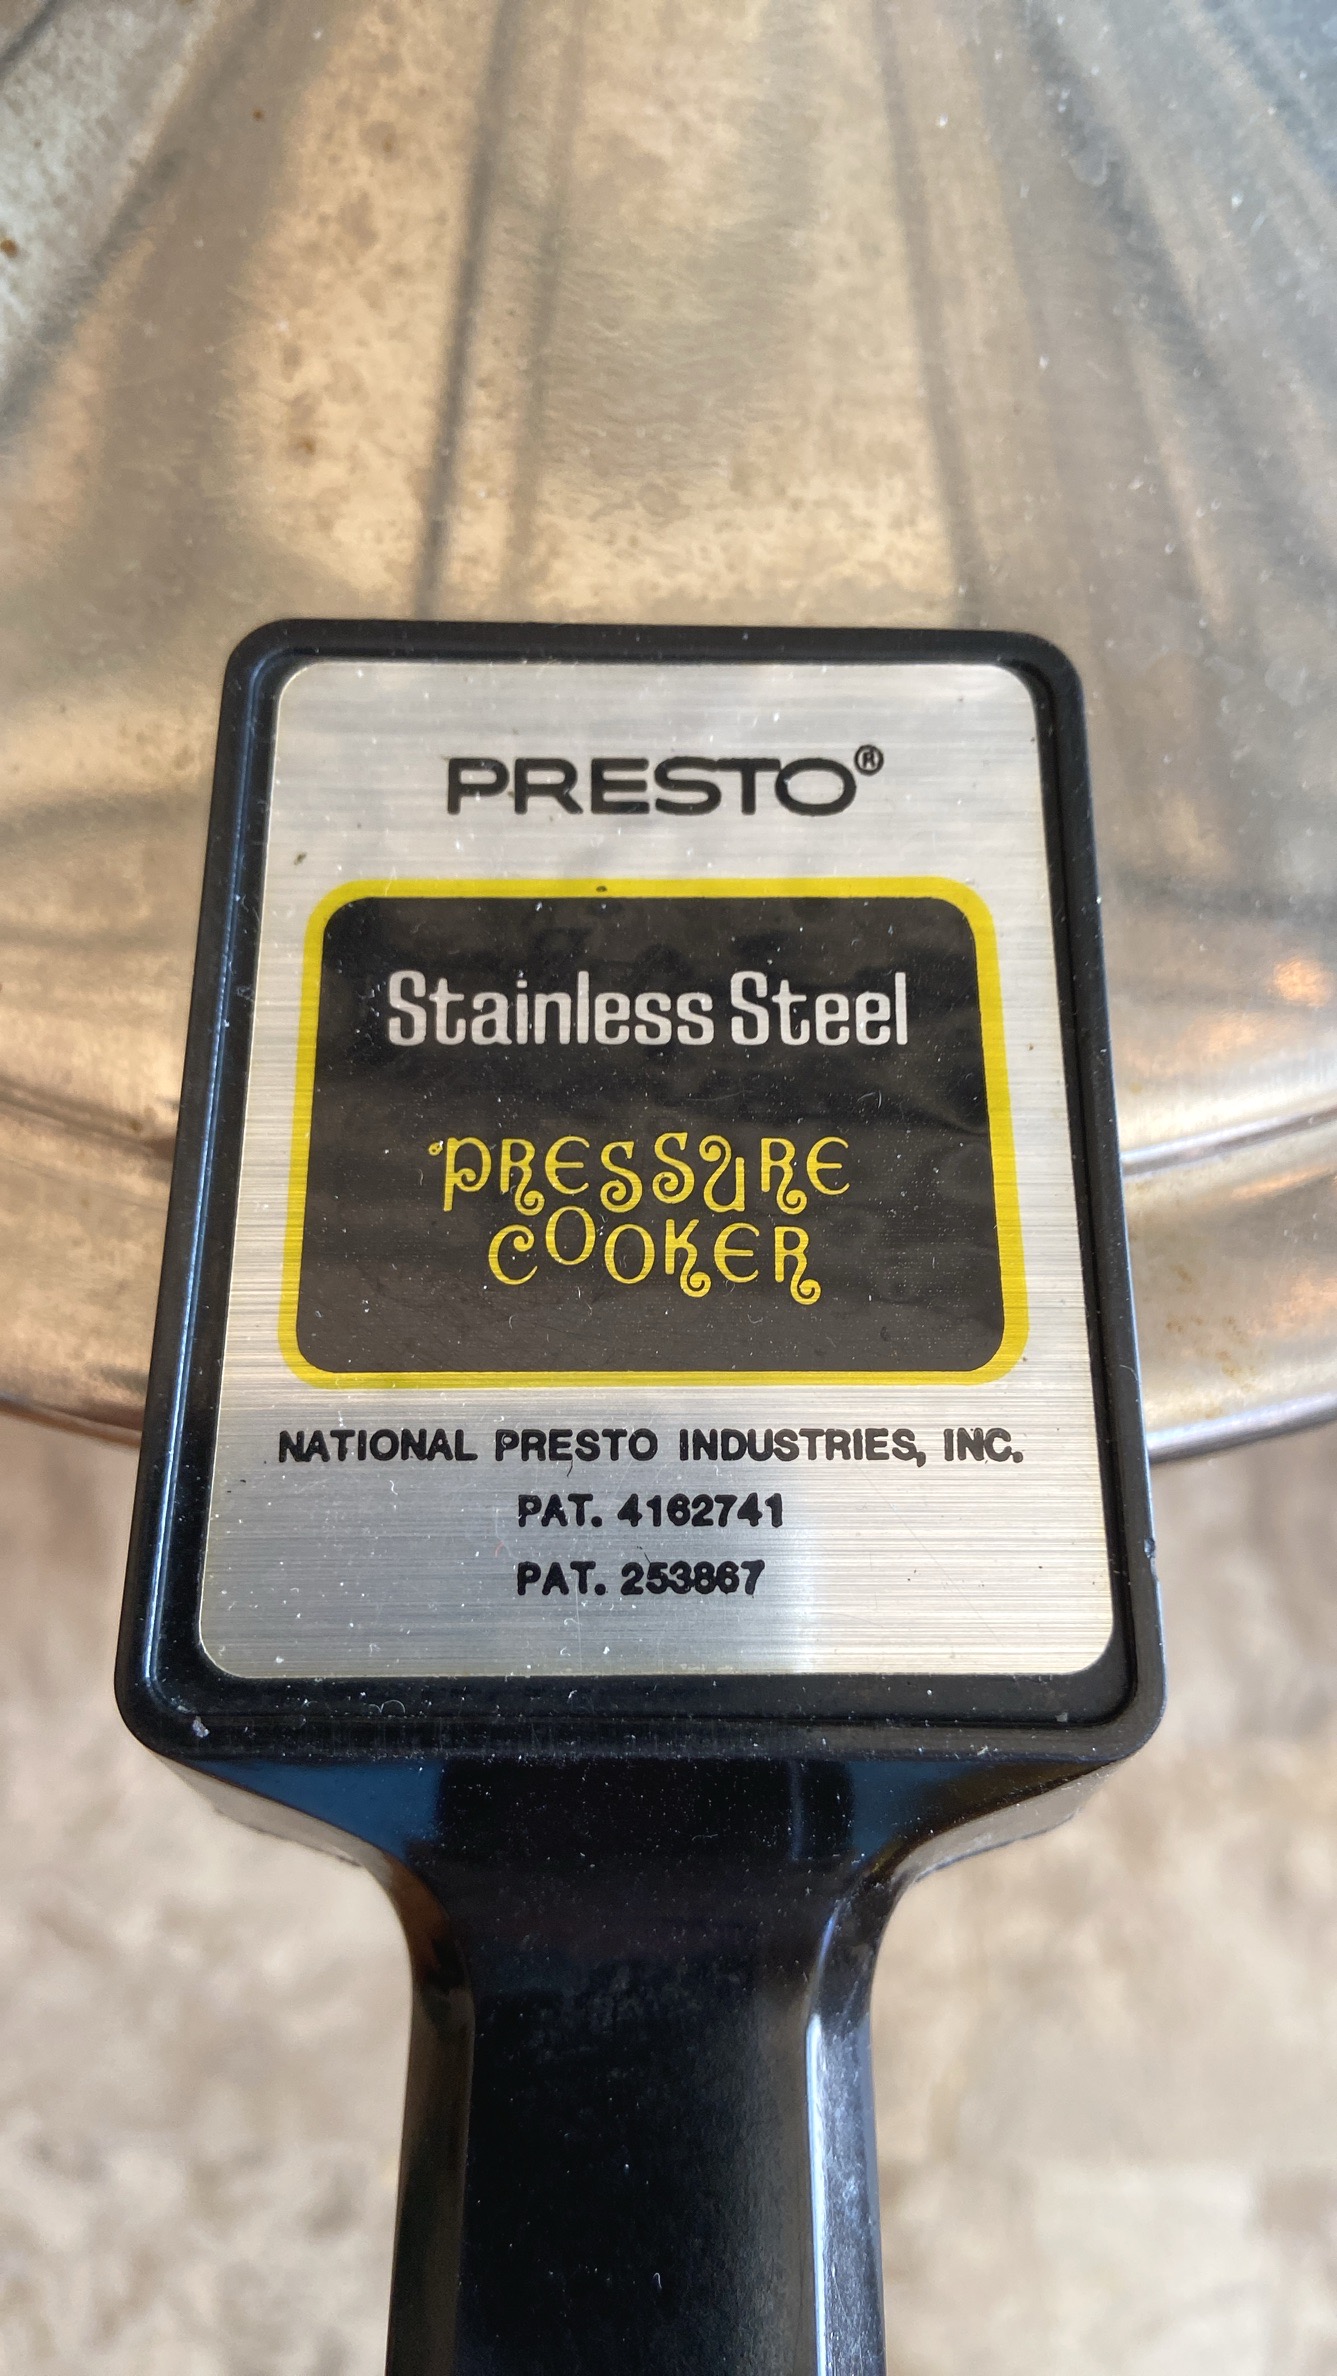 PRESTO®
Stainless Steel
PRESSURE
COOKER
NATIONAL PRESTO INDUSTRIES, INC.
PAT. 4162741
PAT. 253867